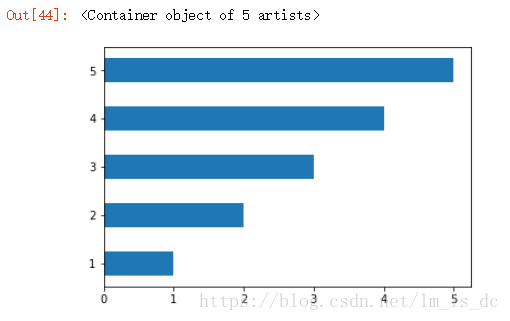 Out[44]: <Container object of 5 artists>
5
4
3
2
1
0 1 2 3 4 5
https://blog.csdn.net/lm_is_dc